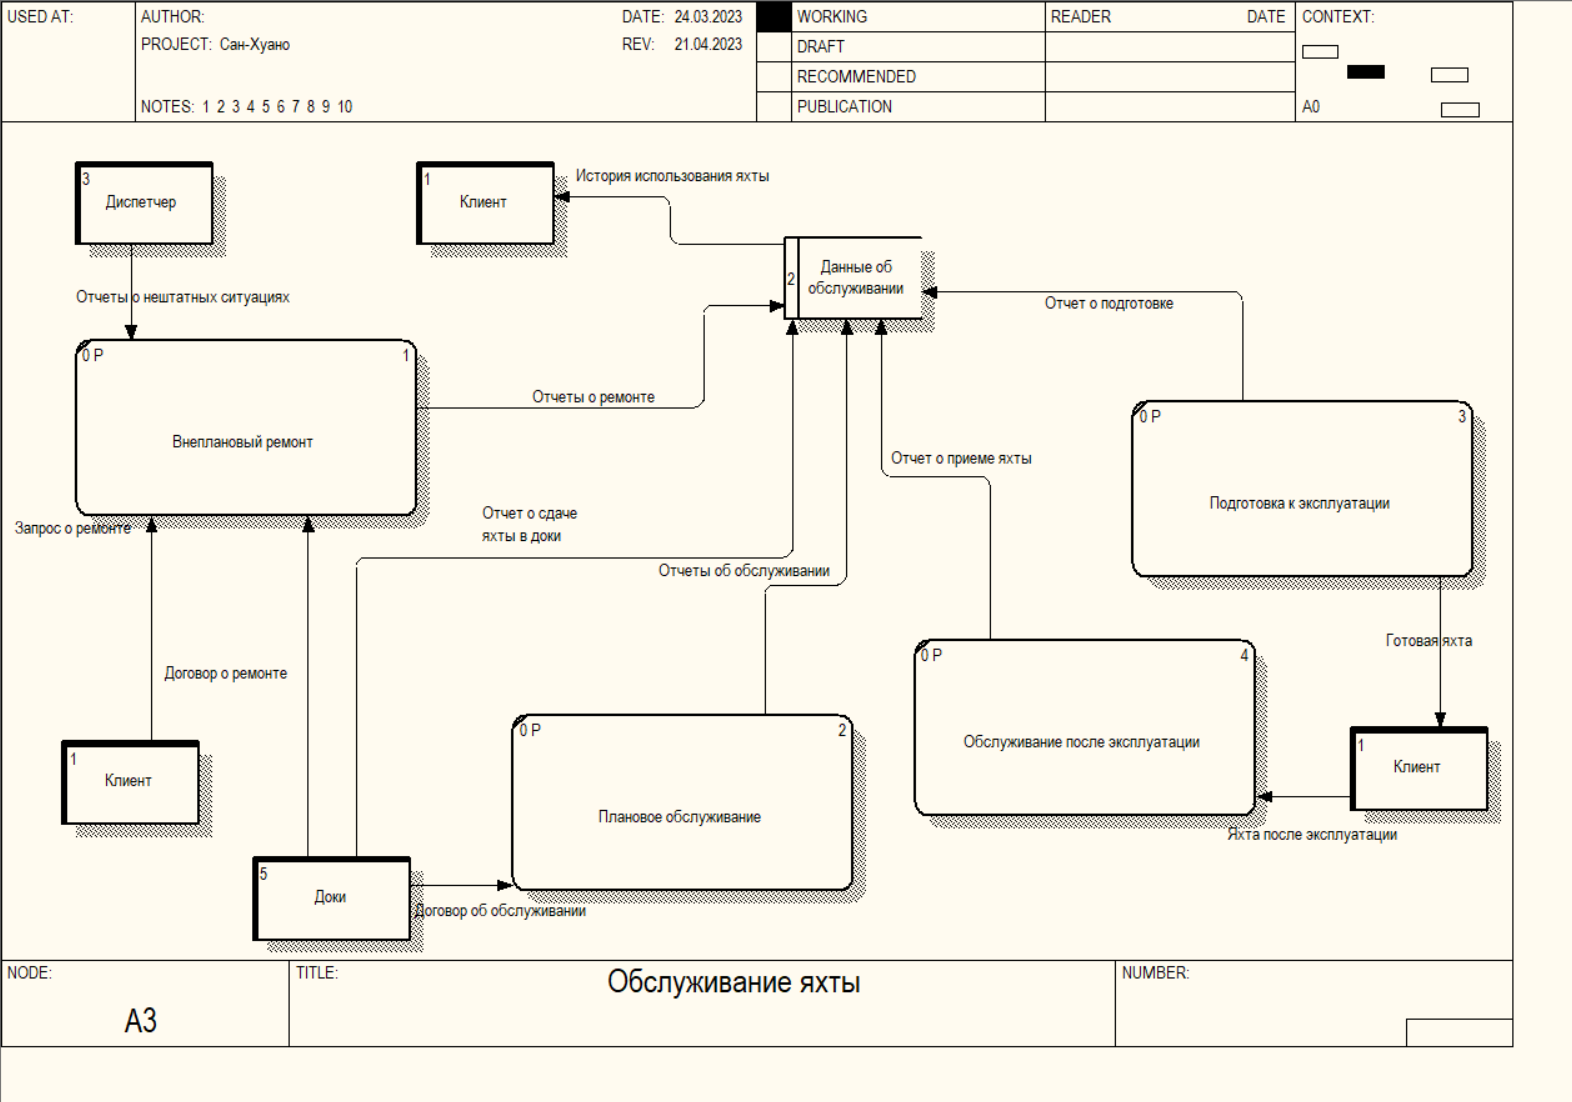 USED AT:
AUTHOR:
DATE: 24.03.2023
PROJECT: Сан-Хуано
REV: 21.04.2023
NOTES: 1 2 3 4 5 6 7 8 9 10
WORKING
DRAFT
RECOMMENDED
PUBLICATION
READER
DATE
CONTEXT:
A0
3
Диспетчер
1
Клиент
История использования яхты
2
Данные об
обслуживании
Отчеты о нештатных ситуациях
Отчет о подготовке
0 Р
1
Внеплановый ремонт
Отчеты о ремонте
0 Р
3
Подготовка к эксплуатации
Отчет о приеме яхты
Запрос о ремонте
Отчет о сдаче
яхты в доки
Отчеты об обслуживании
Готовая яхта
0 Р
4
Обслуживание после эксплуатации
Договор о ремонте
0 Р
2
Плановое обслуживание
1
Клиент
1
Клиент
Яхта после эксплуатации
5
Доки
Договор об обслуживании
NODE:
A3
TITLE:
Обслуживание яхты
NUMBER: